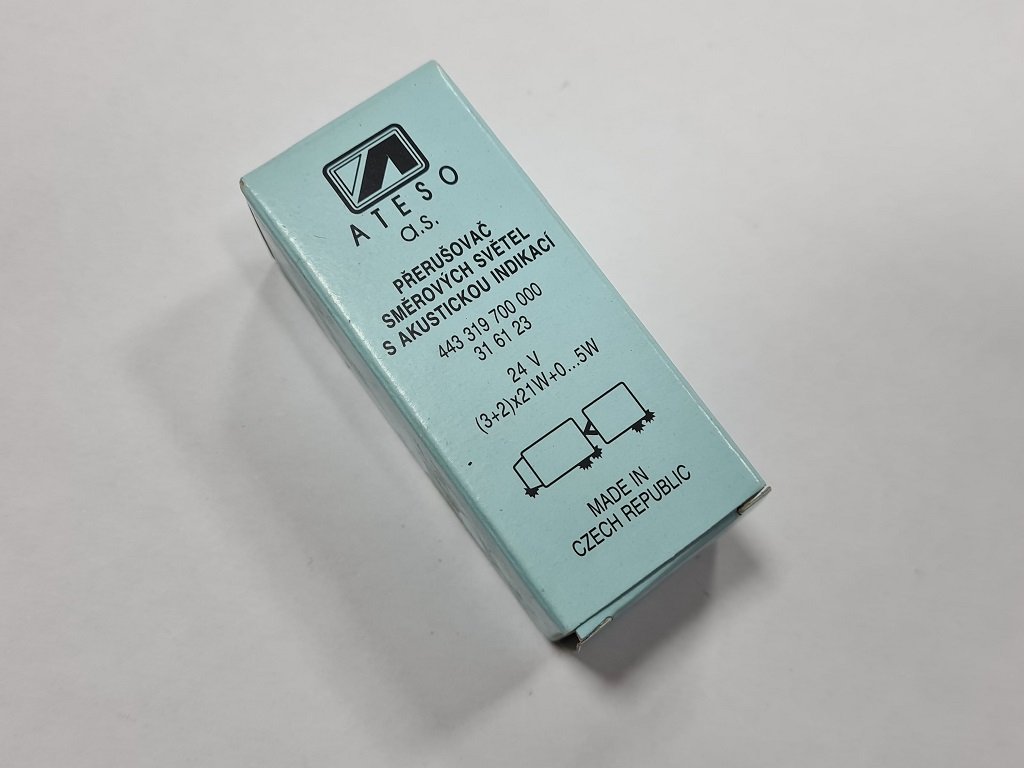 ATESO
a.s.
PŘERUŠOVAČ
SMĚROVÝCH SVĚTEL
S AKUSTICKOU INDIKACÍ
443 319 700 000
31 61 23
24 V
(3+2)x21W+0...5W
MADE IN
CZECH REPUBLIC